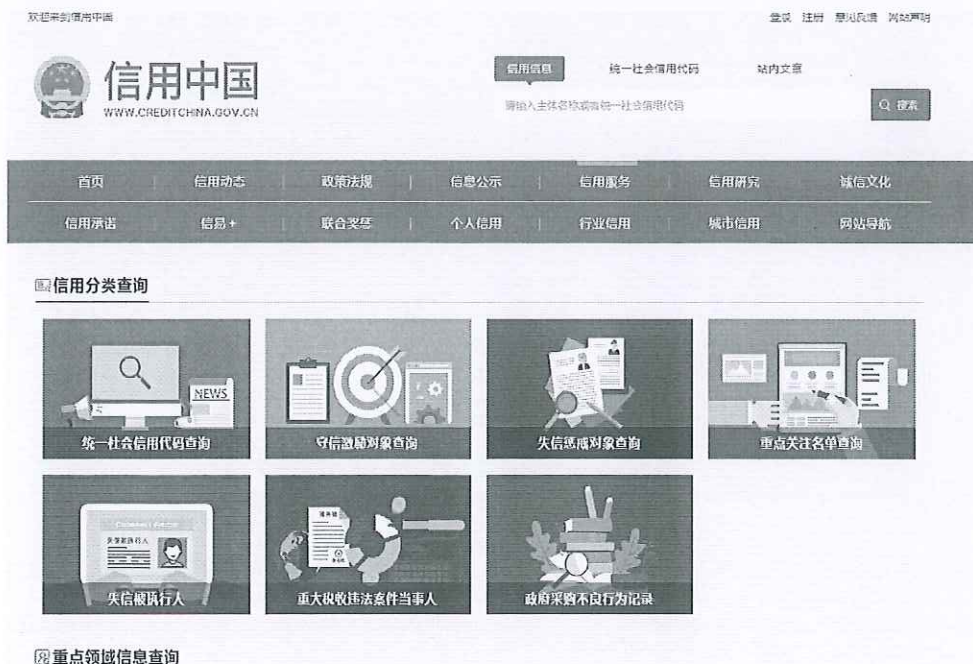 欢迎来到信用中国
登录 注册 意见反馈 网站声明
信用中国
WWW.CREDITCHINA.GOV.CN
信用信息 统一社会信用代码 站内文章
请输入主体名称或者统一社会信用代码
搜索
首页 信用动态 政策法规 信息公示 信用服务 信用研究 诚信文化
信用承诺 信易+ 联合奖惩 个人信用 行业信用 城市信用 网站导航
信用分类查询
NEWS
统一社会信用代码查询
守信激励对象查询
失信惩戒对象查询
重点关注名单查询
失信被执行人
失信被执行人
重大税收违法案件当事人
政府采购不良行为记录
重点领域信息查询